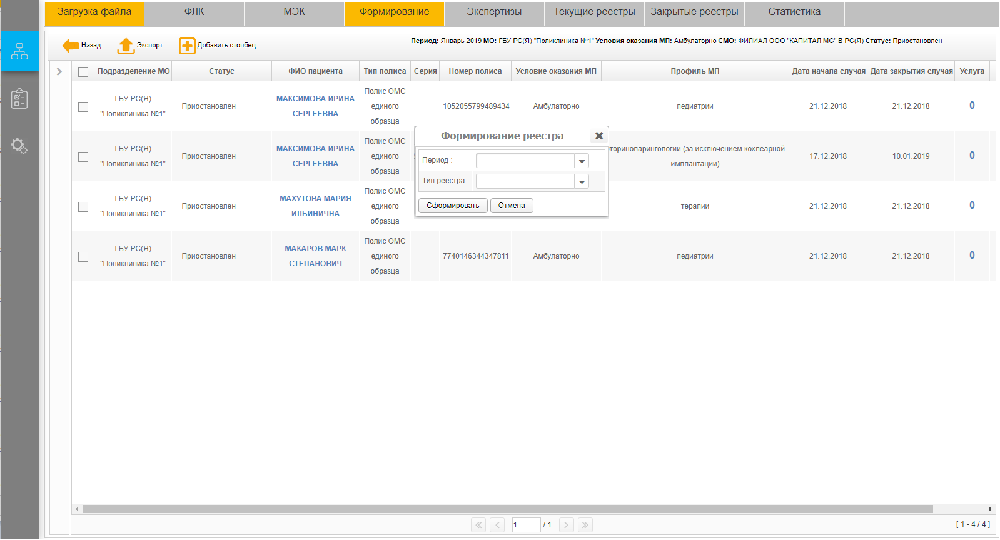 Загрузка файла ФЛК МЭК Формирование Экспертизы Текущие реестры Закрытые реестры Статистика
Назад Экспорт Добавить столбец Период: Январь 2019 МО: ГБУ РС(Я) "Поликлиника №1" Условия оказания МП: Амбулаторно СМО: ФИЛИАЛ ООО "КАПИТАЛ МС" В РС(Я) Статус: Приостановлен
Подразделение МО Статус ФИО пациента Тип полиса Серия Номер полиса Условие оказания МП Профиль МП Дата начала случая Дата закрытия случая Услуга
ГБУ РС(Я) "Поликлиника №1" Приостановлен МАКСИМОВА ИРИНА СЕРГЕЕВНА Полис ОМС единого образца 1052055799489434 Амбулаторно педиатрии 21.12.2018 21.12.2018 0
ГБУ РС(Я) "Поликлиника №1" Приостановлен МАКСИМОВА ИРИНА СЕРГЕЕВНА Полис ОМС единого образца ториноларингологии (за исключением кохлеарной имплантации) 17.12.2018 10.01.2019 0
ГБУ РС(Я) "Поликлиника №1" Приостановлен МАХУТОВА МАРИЯ ИЛЬИНИЧНА Полис ОМС единого образца терапии 21.12.2018 21.12.2018 0
ГБУ РС(Я) "Поликлиника №1" Приостановлен МАКАРОВ МАРК СТЕПАНОВИЧ Полис ОМС единого образца 7740146344347811 Амбулаторно педиатрии 21.12.2018 21.12.2018 0
Формирование реестра
Период :
Тип реестра :
Сформировать Отмена
1 / 1 [ 1 - 4 / 4 ]